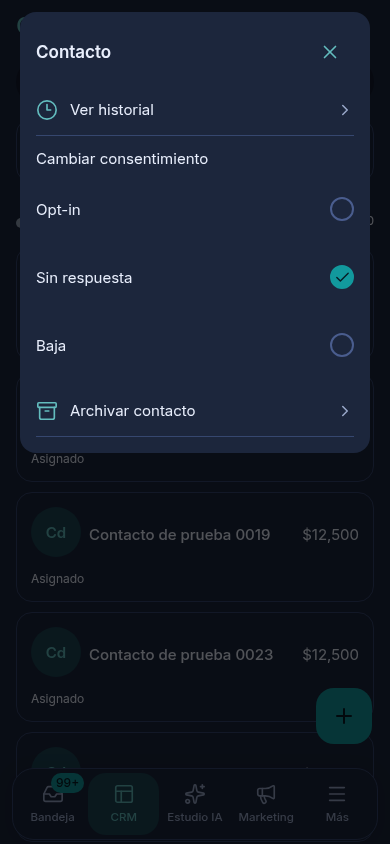 Contacto
Ver historial
Cambiar consentimiento
Opt-in
Sin respuesta
Baja
Archivar contacto
Asignado
Cd
Contacto de prueba 0019
$12,500
Asignado
Cd
Contacto de prueba 0023
$12,500
Asignado
99+
Bandeja
CRM
Estudio IA
Marketing
Más